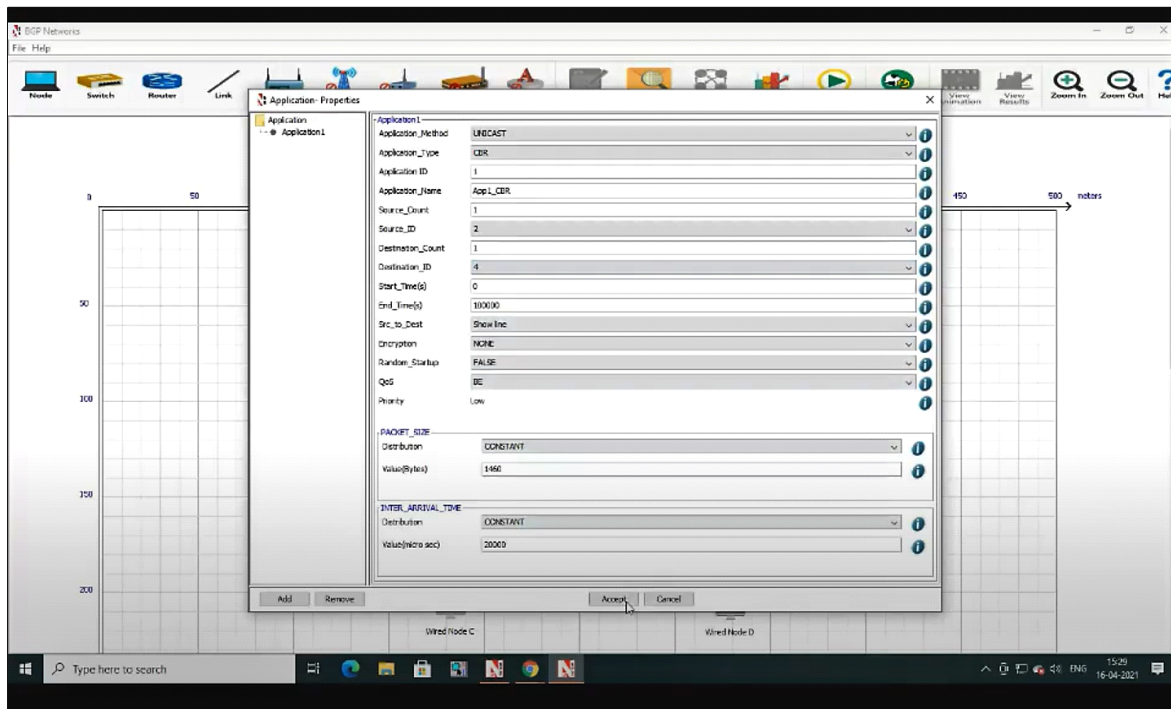 BGP Networks
File Help
Node Switch Router Link View Animation View Results Zoom In Zoom Out Hel
Application- Properties
Application
Application1
Application1
Application_Method UNICAST
Application_Type CBR
Application ID 1
Application_Name App1_CBR
Source_Count 1
Source_ID 2
Destination_Count 1
Destination_ID 4
Start_Time(s) 0
End_Time(s) 100000
Src_to_Dest Show line
Encryption NONE
Random_Startup FALSE
QoS BE
Priority Low
PACKET_SIZE
Distribution CONSTANT
Value(Bytes) 1460
INTER_ARRIVAL_TIME
Distribution CONSTANT
Value(micro sec) 20000
Add Remove Accept Cancel
0 50 450 500 meters
50
100
150
200
Wired Node C Wired Node D
Type here to search
ENG
15:29
16-04-2021